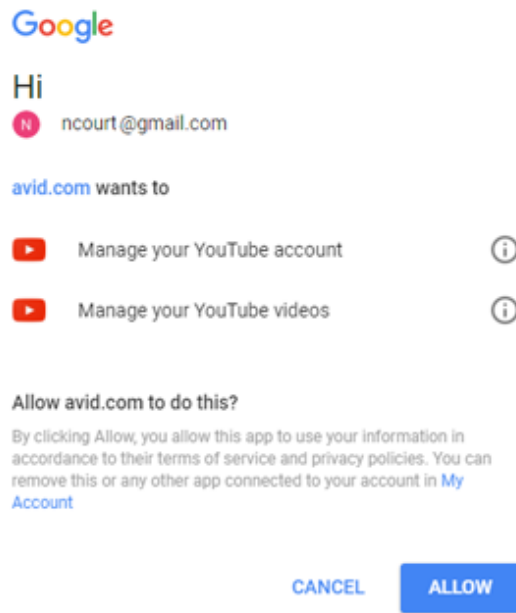 Google
Hi
N ncourt@gmail.com
avid.com wants to
Manage your YouTube account
Manage your YouTube videos
Allow avid.com to do this?
By clicking Allow, you allow this app to use your information in
accordance to their terms of service and privacy policies. You can
remove this or any other app connected to your account in My
Account
CANCEL ALLOW